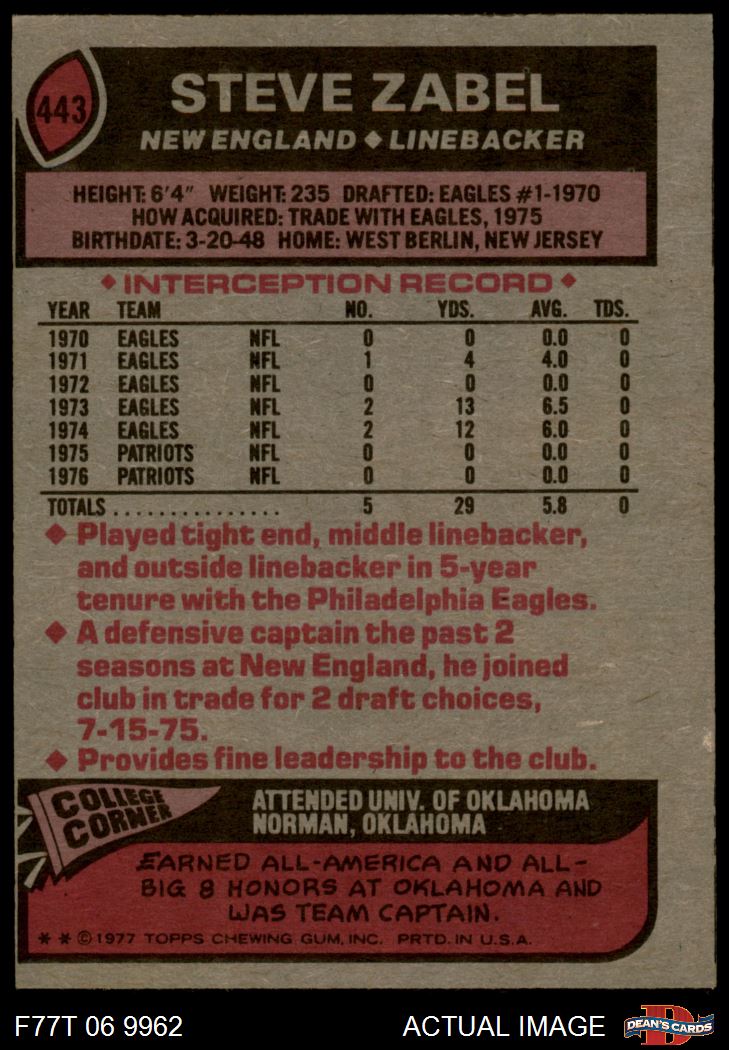 443
STEVE ZABEL
NEW ENGLAND ◆ LINEBACKER
HEIGHT: 6'4" WEIGHT: 235 DRAFTED: EAGLES #1-1970
HOW ACQUIRED: TRADE WITH EAGLES, 1975
BIRTHDATE: 3-20-48 HOME: WEST BERLIN, NEW JERSEY
◆ INTERCEPTION RECORD ◆
YEAR TEAM NO. YDS. AVG. TDS.
1970 EAGLES NFL 0 0 0.0 0
1971 EAGLES NFL 1 4 4.0 0
1972 EAGLES NFL 0 0 0.0 0
1973 EAGLES NFL 2 13 6.5 0
1974 EAGLES NFL 2 12 6.0 0
1975 PATRIOTS NFL 0 0 0.0 0
1976 PATRIOTS NFL 0 0 0.0 0
TOTALS............... 5 29 5.8 0
◆ Played tight end, middle linebacker,
and outside linebacker in 5-year
tenure with the Philadelphia Eagles.
◆ A defensive captain the past 2
seasons at New England, he joined
club in trade for 2 draft choices,
7-15-75.
◆ Provides fine leadership to the club.
COLLEGE
CORNER
ATTENDED UNIV. OF OKLAHOMA
NORMAN, OKLAHOMA
EARNED ALL-AMERICA AND ALL-
BIG 8 HONORS AT OKLAHOMA AND
WAS TEAM CAPTAIN.
* * © 1977 TOPPS CHEWING GUM, INC. PRTD. IN U.S.A.
F77T 06 9962 ACTUAL IMAGE
D
DEAN'S CARDS